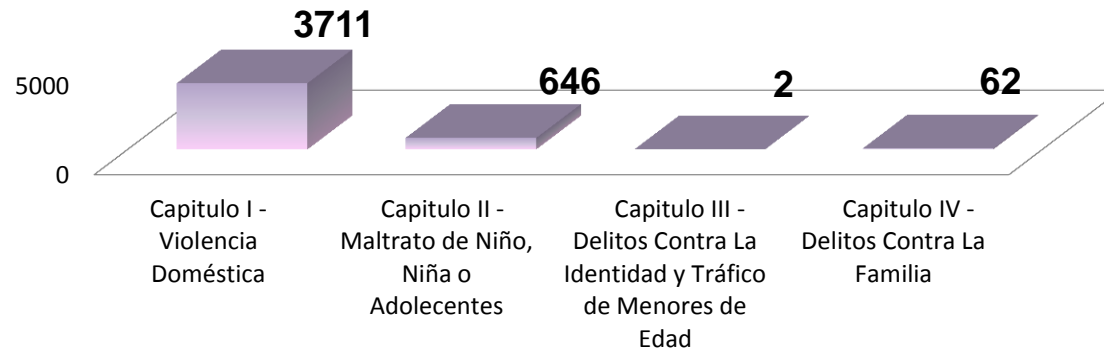 3711
646
2
62
5000
0
Capitulo I -
Violencia
Doméstica
Capitulo II -
Maltrato de Niño,
Niña o
Adolecentes
Capitulo III -
Delitos Contra La
Identidad y Tráfico
de Menores de
Edad
Capitulo IV -
Delitos Contra La
Familia